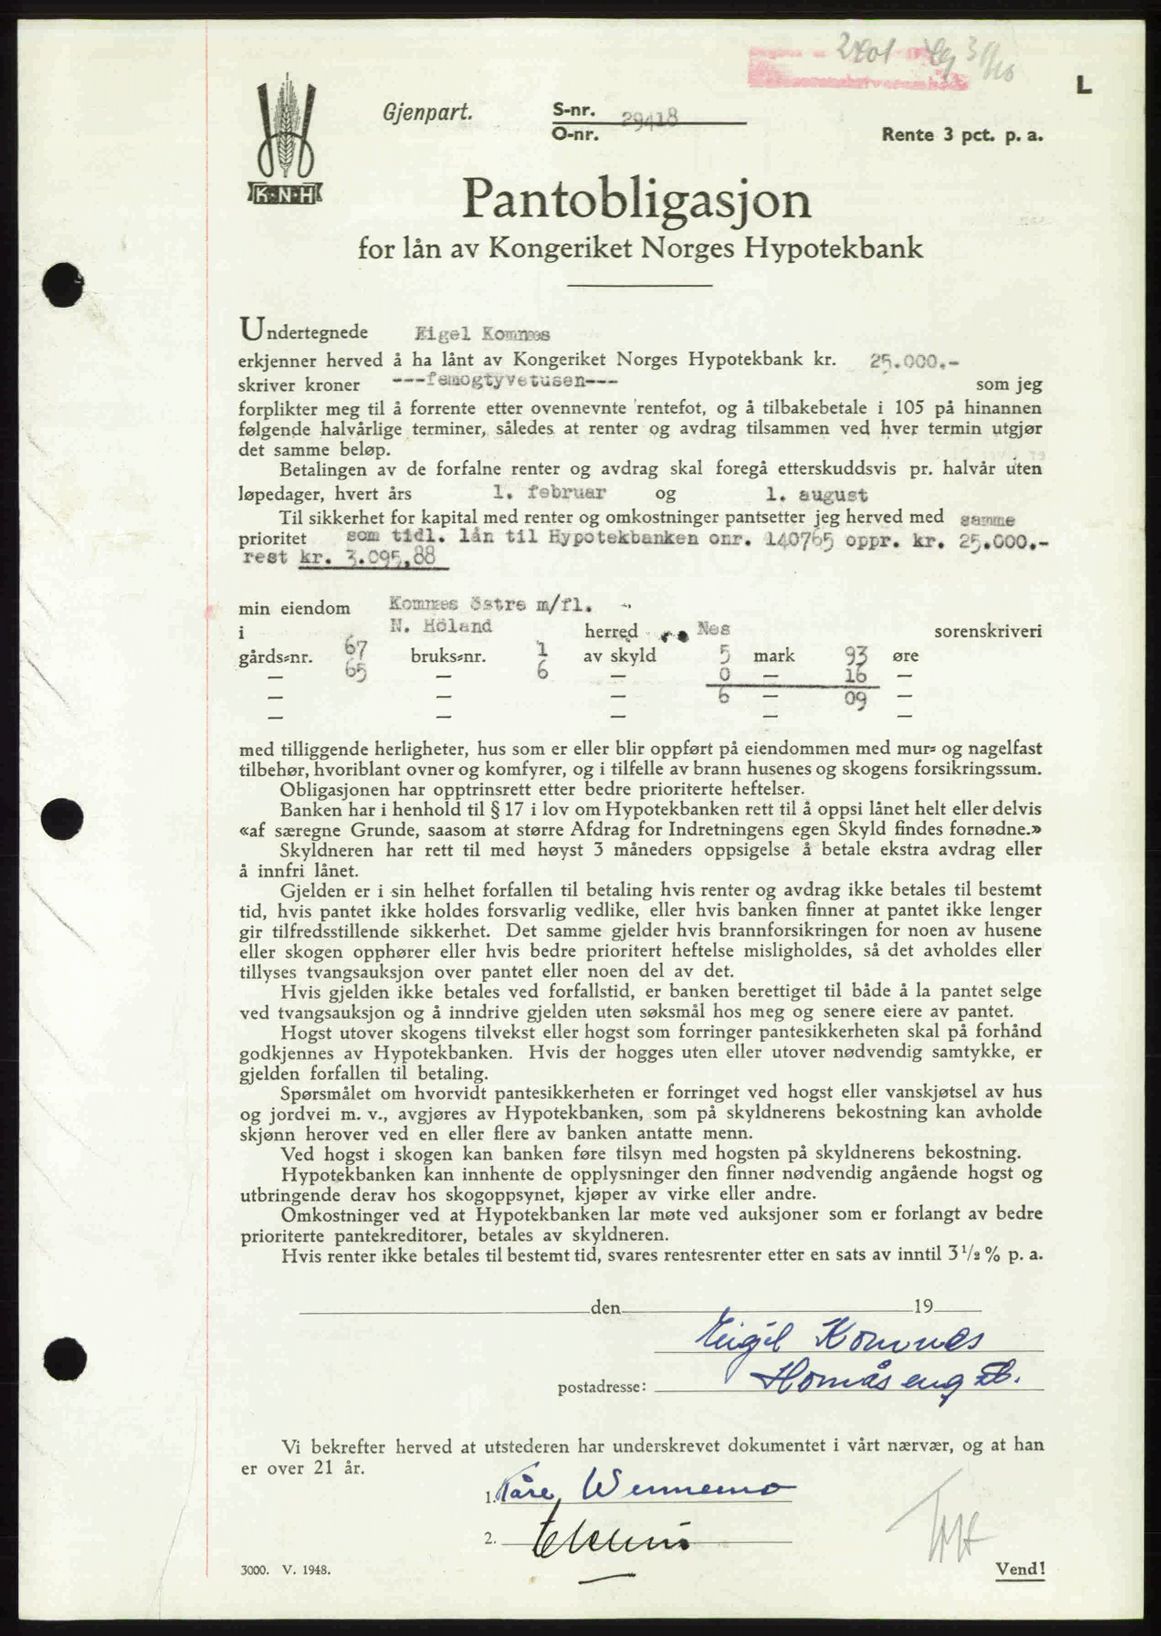 2801 31/10
L
Gjenpart.
S-nr. 29418
O-nr.
Rente 3 pct. p. a.
K·N·H
Pantobligasjon
for lån av Kongeriket Norges Hypotekbank
Undertegnede Eigel Komnes
erkjenner herved å ha lånt av Kongeriket Norges Hypotekbank kr. 25.000.-
skriver kroner ---femogtyvetusen--- som jeg
forplikter meg til å forrente etter ovennevnte rentefot, og å tilbakebetale i 105 på hinannen
følgende halvårlige terminer, således at renter og avdrag tilsammen ved hver termin utgjør
det samme beløp.
Betalingen av de forfalne renter og avdrag skal foregå etterskuddsvis pr. halvår uten
løpedager, hvert års 1. februar og 1. august
Til sikkerhet for kapital med renter og omkostninger pantsetter jeg herved med samme
prioritet som tidl. lån til Hypotekbanken onr. 140765 oppr. kr. 25.000.-
rest kr. 3.095,88
min eiendom Komnes östre m/fl.
i N. Höland herred Nes sorenskriveri
gårds-nr. 67 bruks-nr. 1 av skyld 5 mark 93 øre
— 65 — 6 — 0 — 16 —
— — — 6 — 09 —
— — — — —
med tilliggende herligheter, hus som er eller blir oppført på eiendommen med mur- og nagelfast
tilbehør, hvoriblant ovner og komfyrer, og i tilfelle av brann husenes og skogens forsikringssum.
Obligasjonen har opptrinsrett etter bedre prioriterte heftelser.
Banken har i henhold til § 17 i lov om Hypotekbanken rett til å oppsi lånet helt eller delvis
«af særegne Grunde, saasom at større Afdrag for Indretningens egen Skyld findes fornødne.»
Skyldneren har rett til med høyst 3 måneders oppsigelse å betale ekstra avdrag eller
å innfri lånet.
Gjelden er i sin helhet forfallen til betaling hvis renter og avdrag ikke betales til bestemt
tid, hvis pantet ikke holdes forsvarlig vedlike, eller hvis banken finner at pantet ikke lenger
gir tilfredsstillende sikkerhet. Det samme gjelder hvis brannforsikringen for noen av husene
eller skogen opphører eller hvis bedre prioritert heftelse misligholdes, så det avholdes eller
tillyses tvangsauksjon over pantet eller noen del av det.
Hvis gjelden ikke betales ved forfallstid, er banken berettiget til både å la pantet selge
ved tvangsauksjon og å inndrive gjelden uten søksmål hos meg og senere eiere av pantet.
Hogst utover skogens tilvekst eller hogst som forringer pantesikkerheten skal på forhånd
godkjennes av Hypotekbanken. Hvis der hogges uten eller utover nødvendig samtykke, er
gjelden forfallen til betaling.
Spørsmålet om hvorvidt pantesikkerheten er forringet ved hogst eller vanskjøtsel av hus
og jordvei m. v., avgjøres av Hypotekbanken, som på skyldnerens bekostning kan avholde
skjønn herover ved en eller flere av banken antatte menn.
Ved hogst i skogen kan banken føre tilsyn med hogsten på skyldnerens bekostning.
Hypotekbanken kan innhente de opplysninger den finner nødvendig angående hogst og
utbringende derav hos skogoppsynet, kjøper av virke eller andre.
Omkostninger ved at Hypotekbanken lar møte ved auksjoner som er forlangt av bedre
prioriterte pantekreditorer, betales av skyldneren.
Hvis renter ikke betales til bestemt tid, svares rentesrenter etter en sats av inntil 3 1/2 % p. a.
den 19
Eigil Komnes
postadresse: Homåseng
Vi bekrefter herved at utstederen har underskrevet dokumentet i vårt nærvær, og at han
er over 21 år.
1. Kåre Wennemo
2.
3000. V. 1948.
Vend!